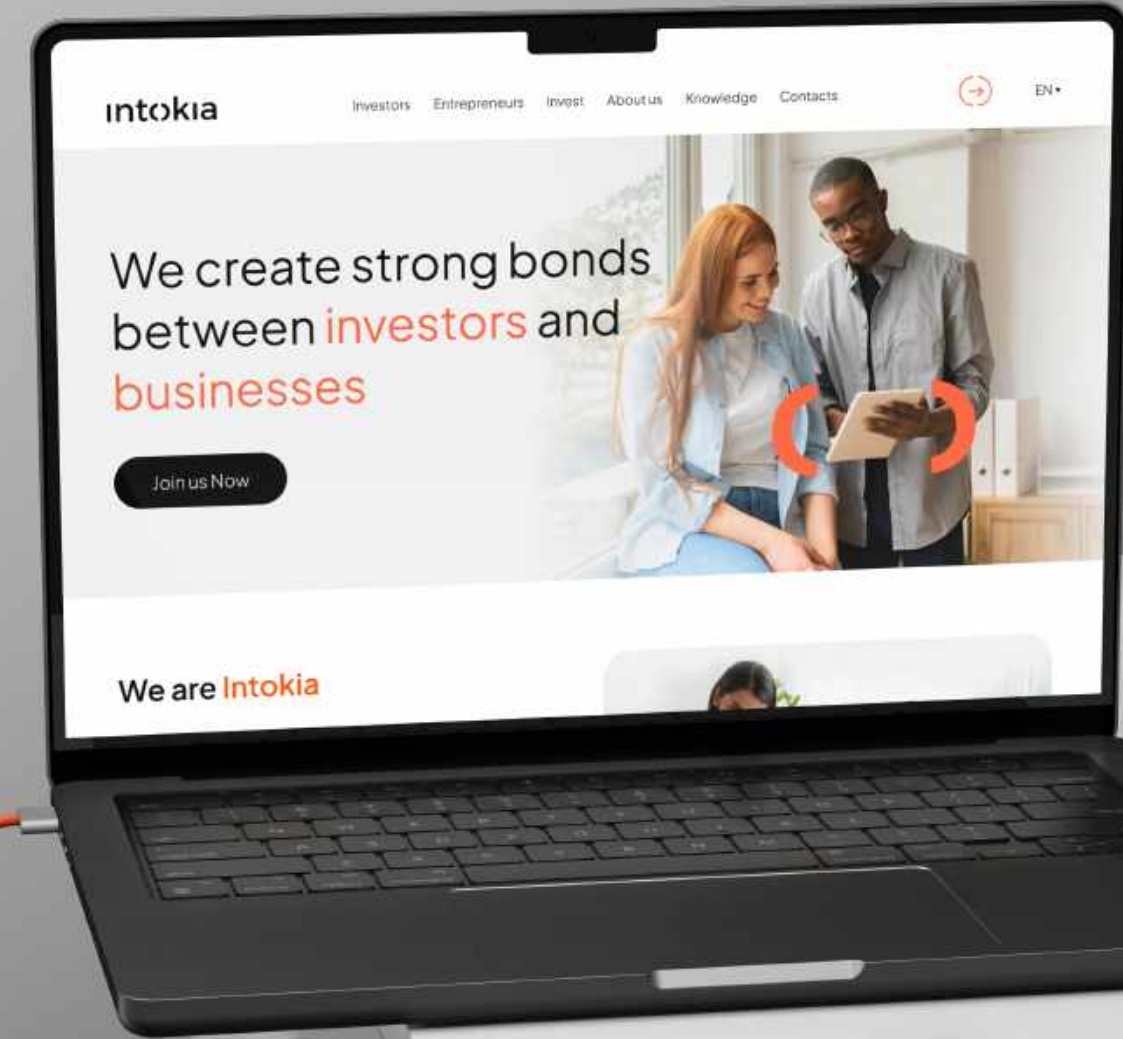 ıntokıa
Investors Entrepreneurs Invest About us Knowledge Contacts
EN
We create strong bonds
between investors and
businesses
Join us Now
We are Intokia